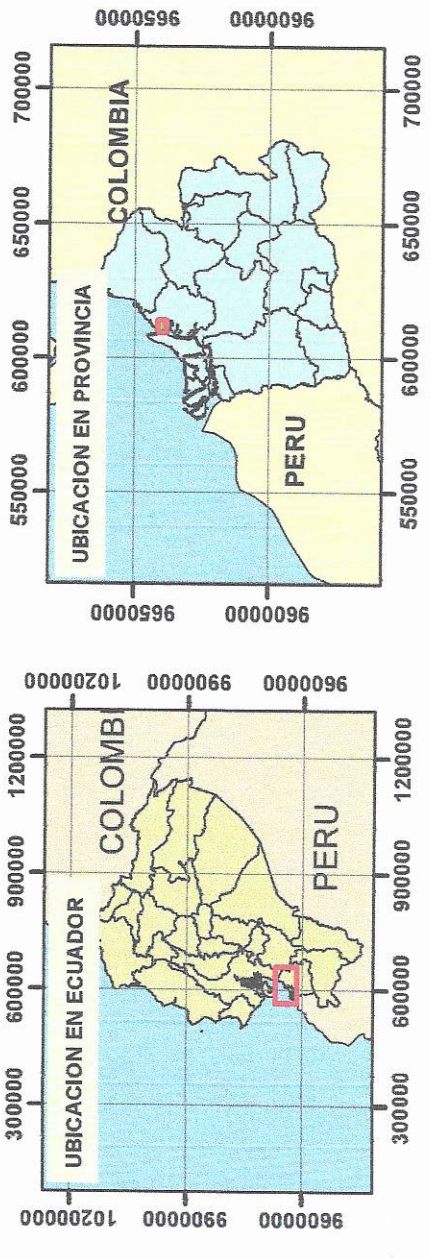 300000 600000 900000 1200000
10200000 10200000
UBICACION EN ECUADOR
COLOMBI
9900000 9900000
PERU
9600000 9600000
300000 600000 900000 1200000
550000 600000 650000 700000
UBICACION EN PROVINCIA
COLOMBIA
9650000 9650000
PERU
9600000 9600000
550000 600000 650000 700000